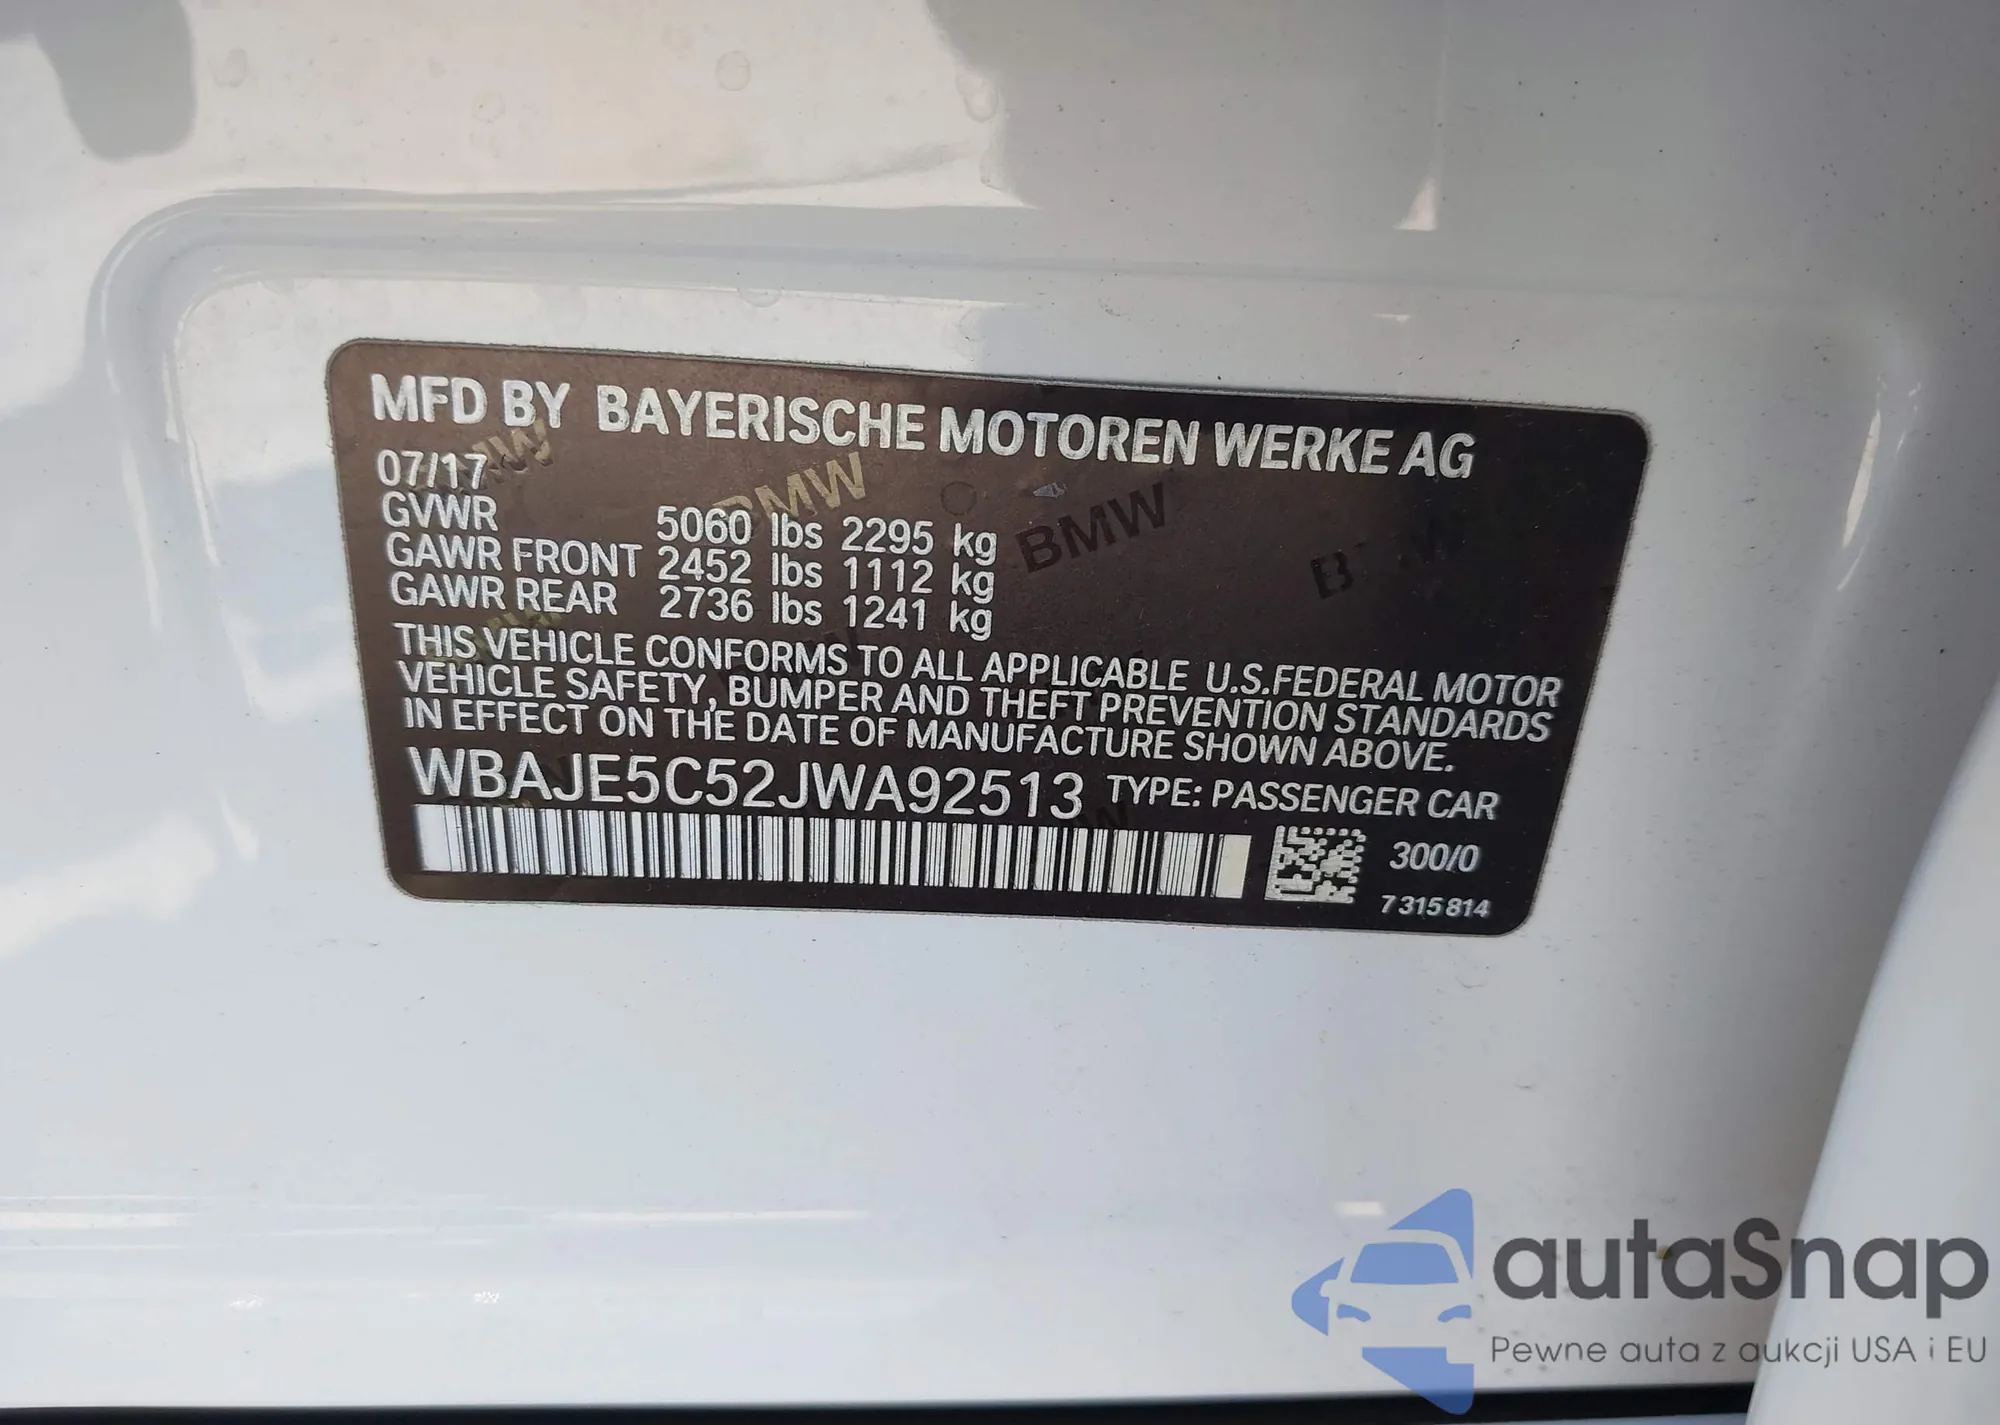 MFD BY BAYERISCHE MOTOREN WERKE AG
07/17
GVWR 5060 lbs 2295 kg
GAWR FRONT 2452 lbs 1112 kg
GAWR REAR 2736 lbs 1241 kg
THIS VEHICLE CONFORMS TO ALL APPLICABLE U.S.FEDERAL MOTOR
VEHICLE SAFETY, BUMPER AND THEFT PREVENTION STANDARDS
IN EFFECT ON THE DATE OF MANUFACTURE SHOWN ABOVE.
WBAJE5C52JWA92513 TYPE: PASSENGER CAR
300/0
7315814
BMW
BMW
BMW
autaSnap
Pewne auta z aukcji USA i EU